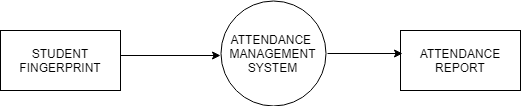 STUDENT
FINGERPRINT
ATTENDANCE
MANAGEMENT
SYSTEM
ATTENDANCE
REPORT